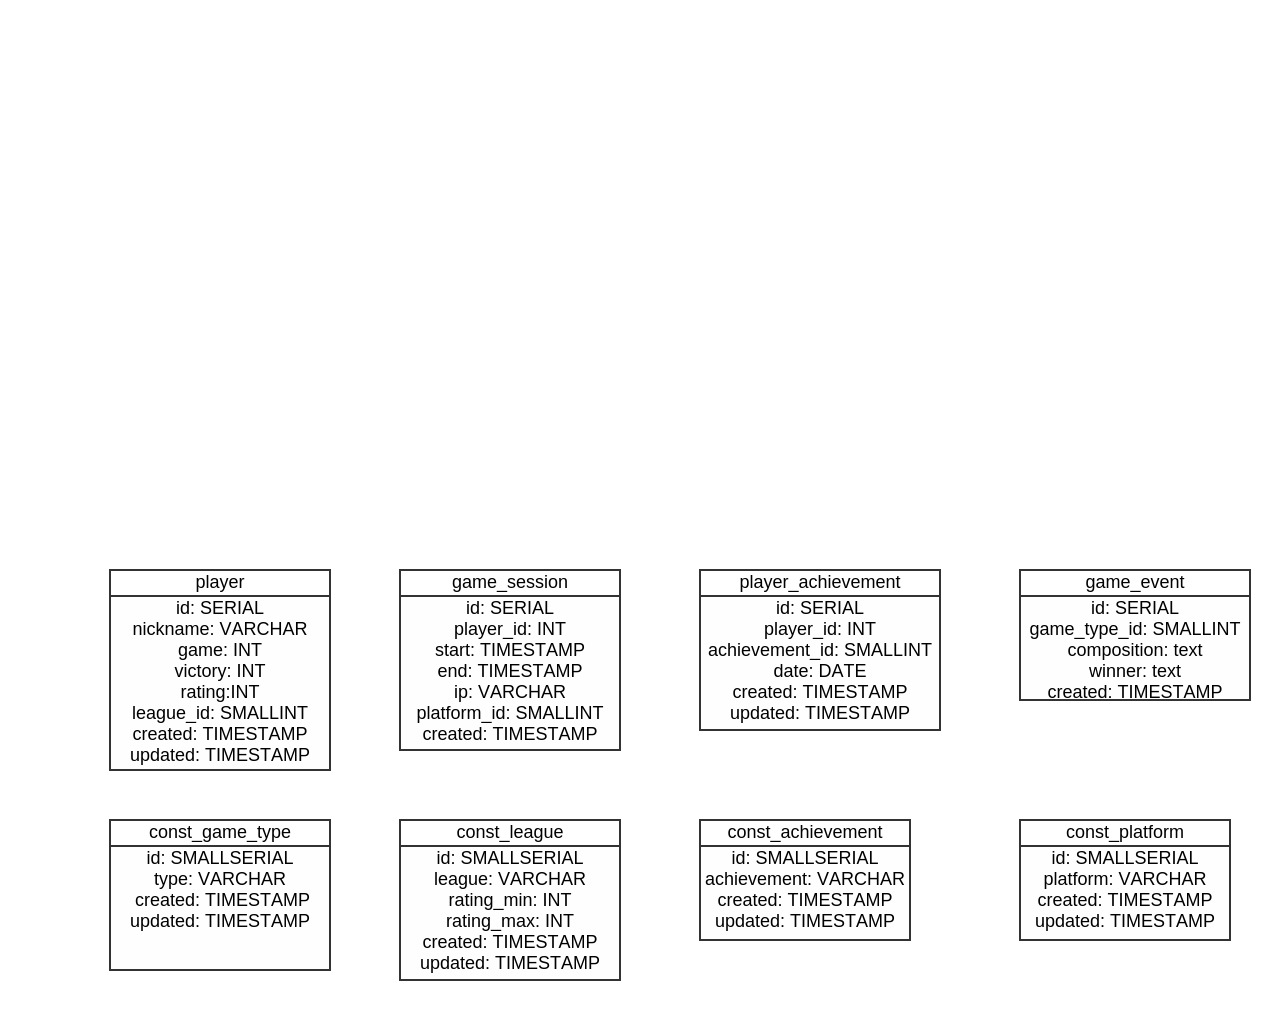 player
id: SERIAL
nickname: VARCHAR
game: INT
victory: INT
rating:INT
league_id: SMALLINT
created: TIMESTAMP
updated: TIMESTAMP
game_session
id: SERIAL
player_id: INT
start: TIMESTAMP
end: TIMESTAMP
ip: VARCHAR
platform_id: SMALLINT
created: TIMESTAMP
player_achievement
id: SERIAL
player_id: INT
achievement_id: SMALLINT
date: DATE
created: TIMESTAMP
updated: TIMESTAMP
game_event
id: SERIAL
game_type_id: SMALLINT
composition: text
winner: text
created: TIMESTAMP
const_game_type
id: SMALLSERIAL
type: VARCHAR
created: TIMESTAMP
updated: TIMESTAMP
const_league
id: SMALLSERIAL
league: VARCHAR
rating_min: INT
rating_max: INT
created: TIMESTAMP
updated: TIMESTAMP
const_achievement
id: SMALLSERIAL
achievement: VARCHAR
created: TIMESTAMP
updated: TIMESTAMP
const_platform
id: SMALLSERIAL
platform: VARCHAR
created: TIMESTAMP
updated: TIMESTAMP